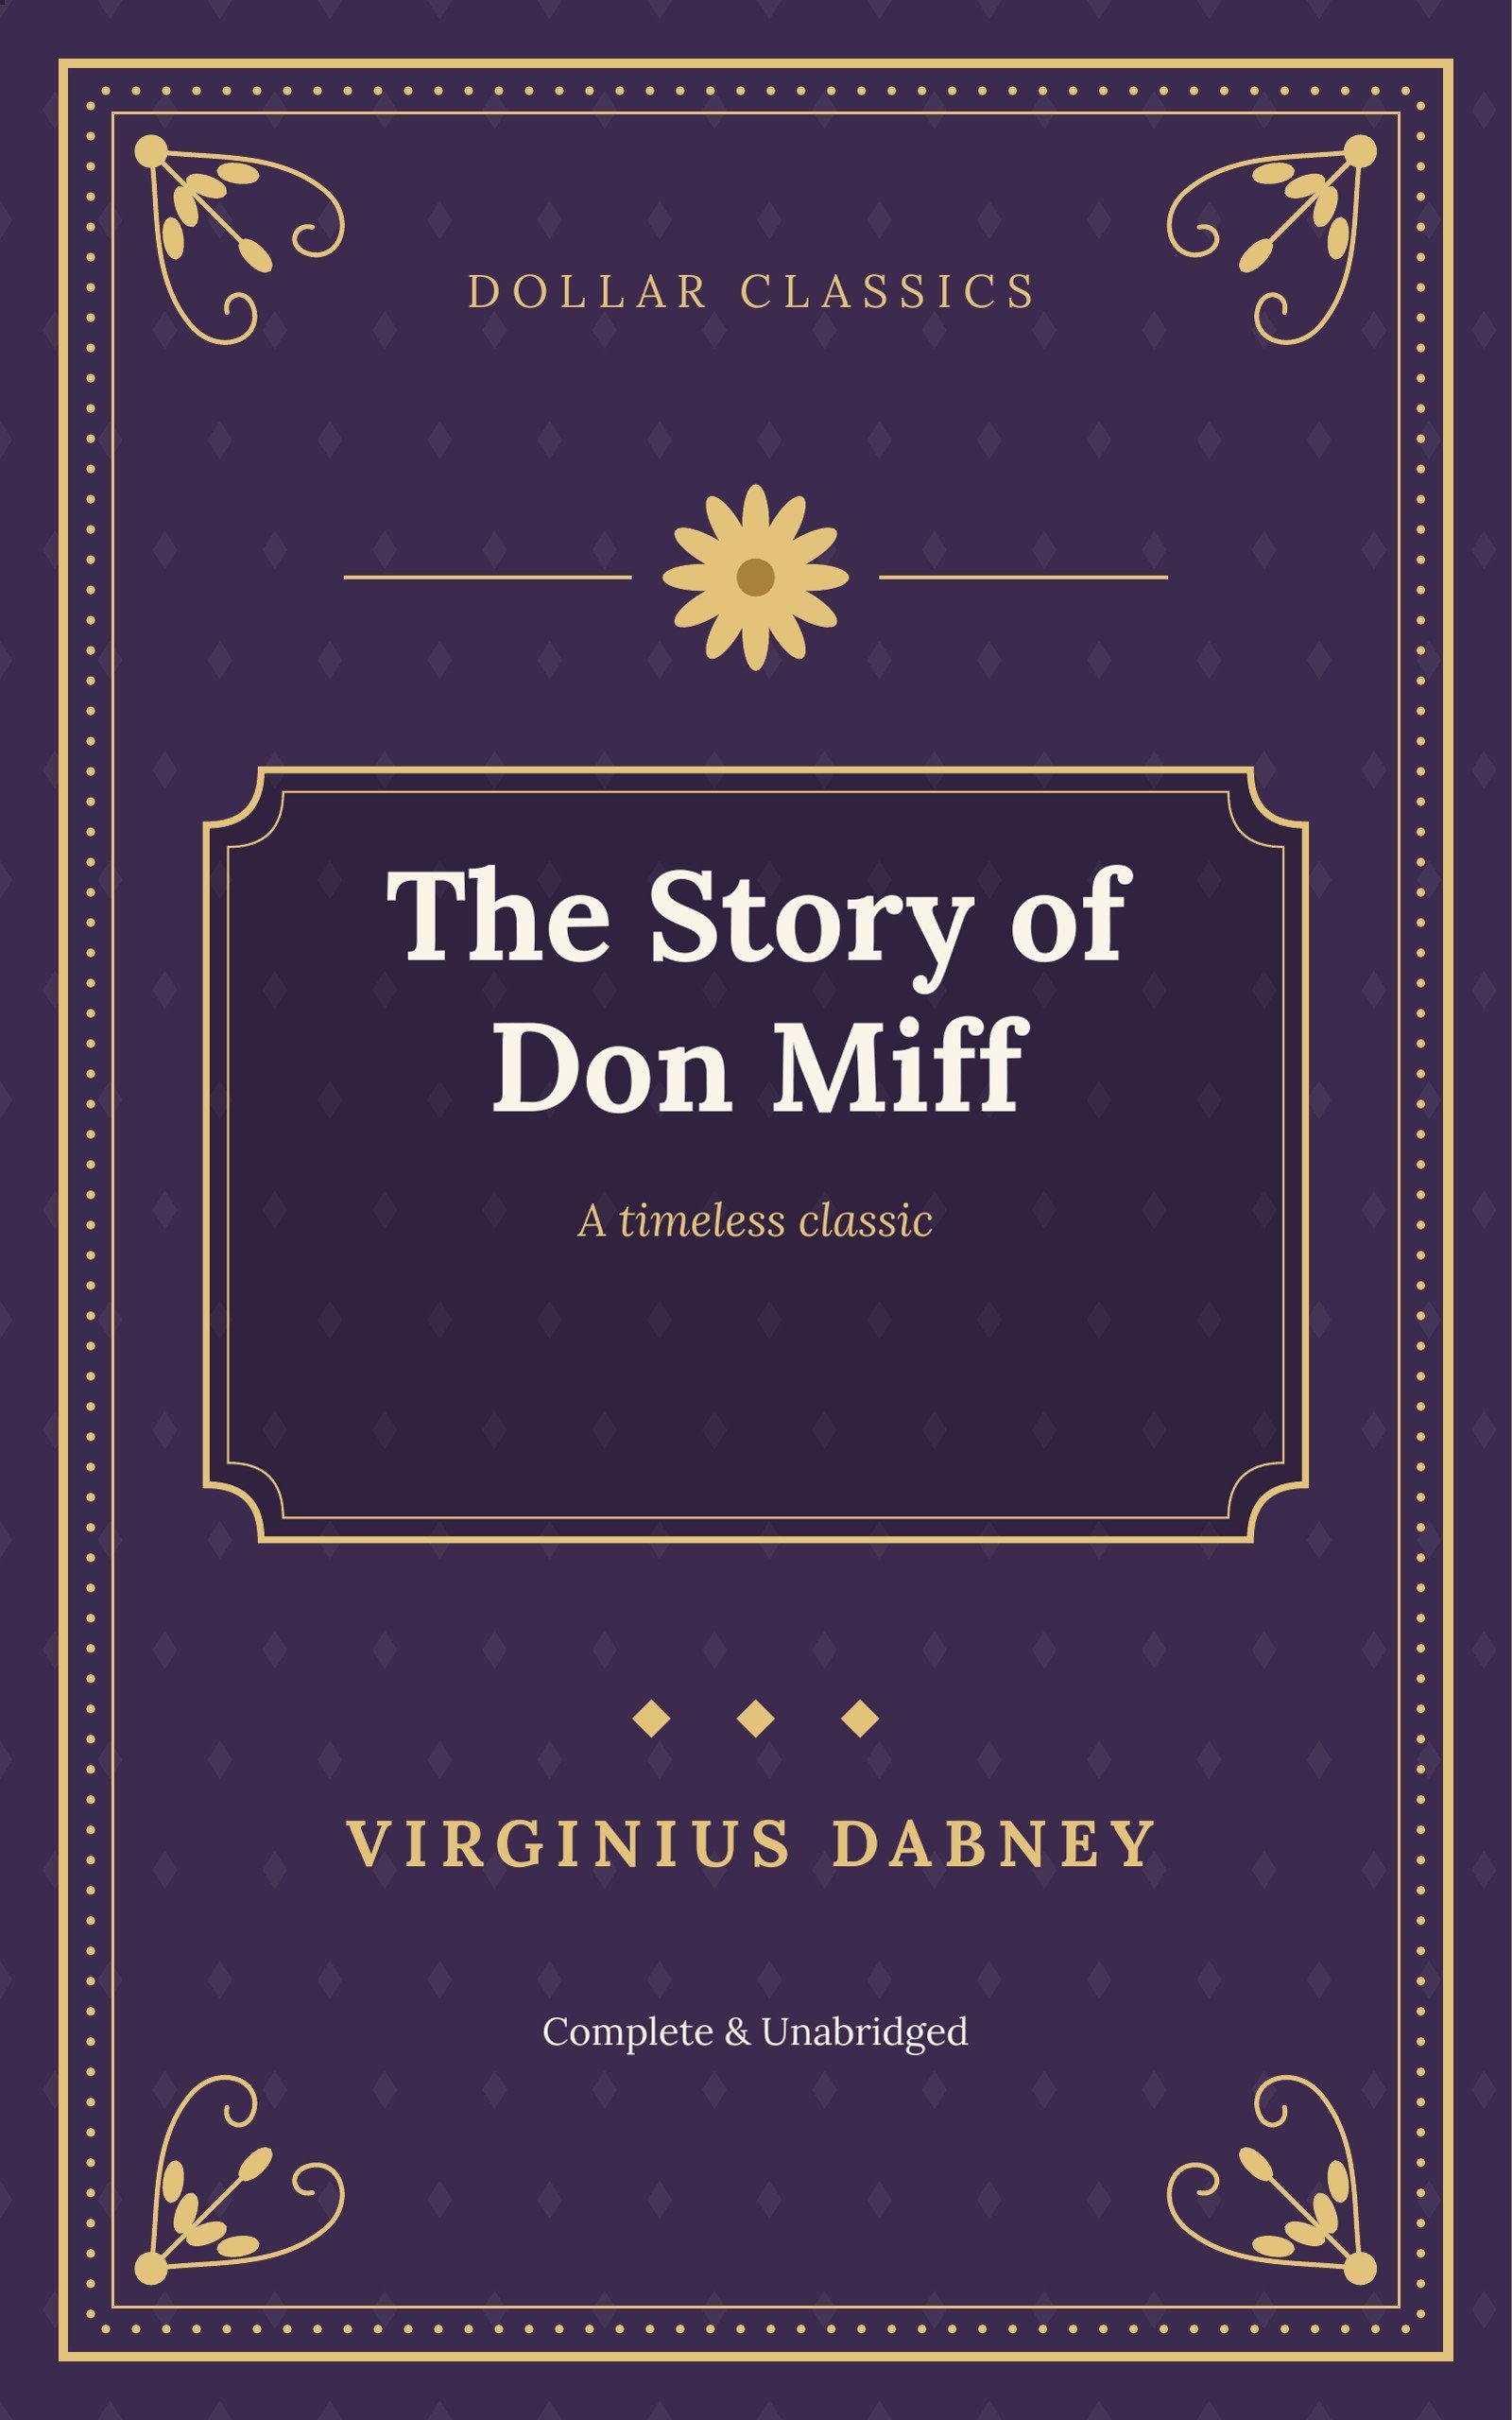 DOLLAR CLASSICS
The Story of
Don Miff
A timeless classic
VIRGINIUS DABNEY
Complete & Unabridged